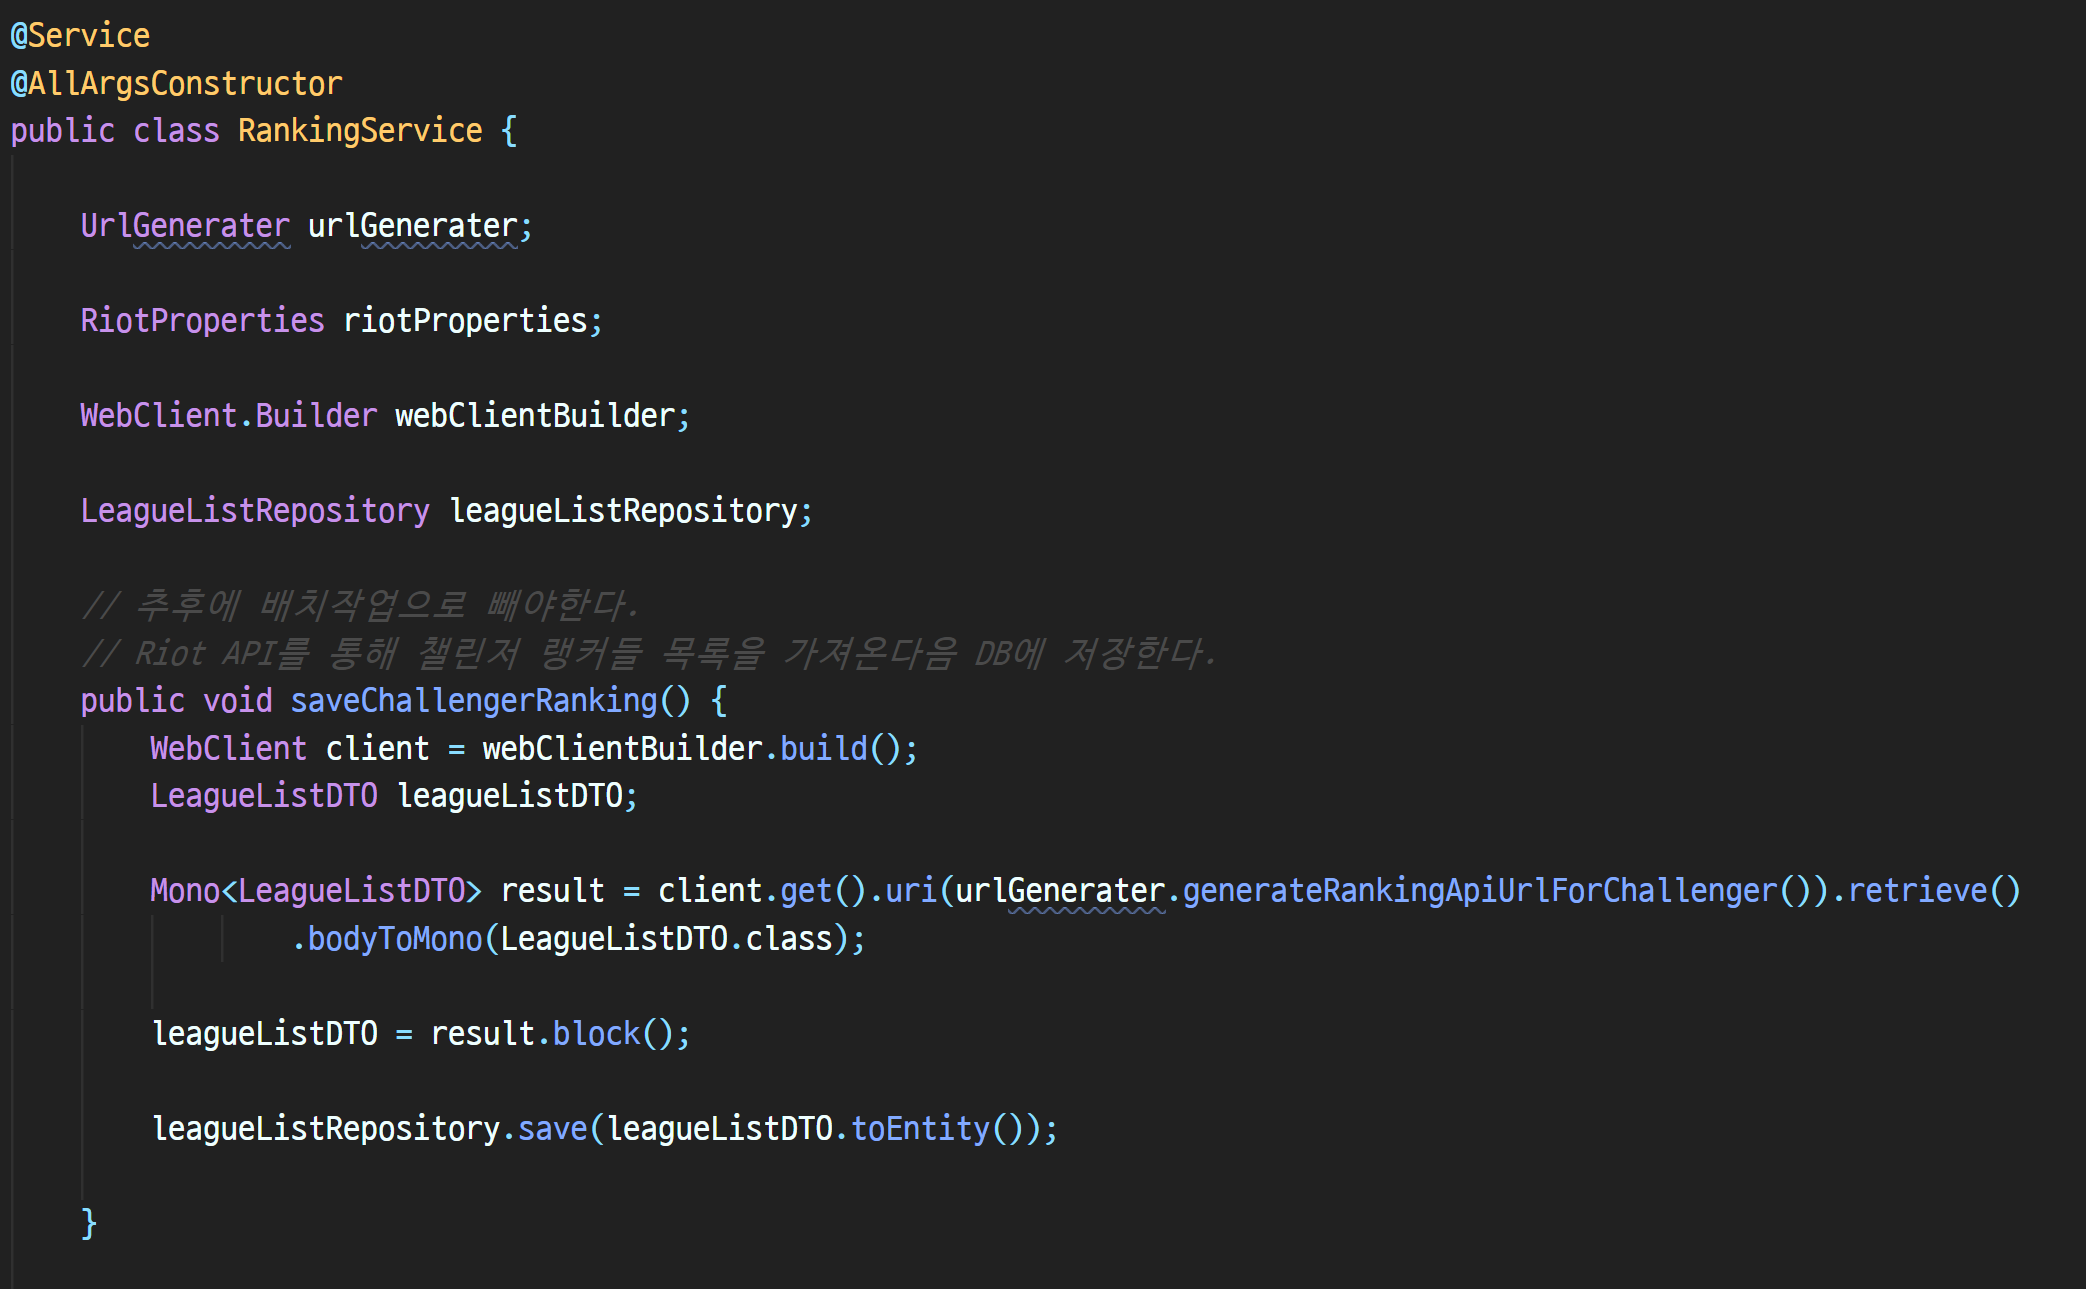 @Service
@AllArgsConstructor
public class RankingService {
UrlGenerater urlGenerater;
RiotProperties riotProperties;
WebClient.Builder webClientBuilder;
LeagueListRepository leagueListRepository;
// 추후에 배치작업으로 빼야한다.
// Riot API를 통해 챌린저 랭커들 목록을 가져온다음 DB에 저장한다.
public void saveChallengerRanking() {
WebClient client = webClientBuilder.build();
LeagueListDTO leagueListDTO;
Mono<LeagueListDTO> result = client.get().uri(urlGenerater.generateRankingApiUrlForChallenger()).retrieve()
.bodyToMono(LeagueListDTO.class);
leagueListDTO = result.block();
leagueListRepository.save(leagueListDTO.toEntity());
}